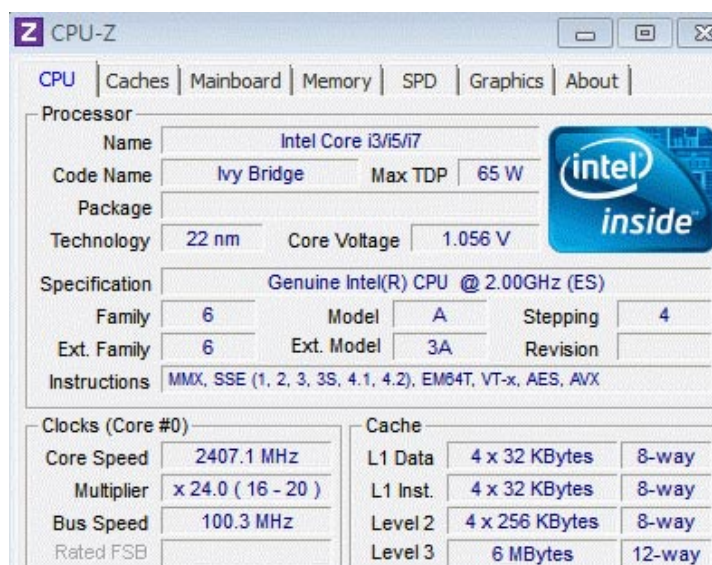 Z CPU-Z
CPU Caches Mainboard Memory SPD Graphics About
Processor
Name Intel Core i3/i5/i7
Code Name Ivy Bridge Max TDP 65 W
Package
Technology 22 nm Core Voltage 1.056 V
intel inside
Specification Genuine Intel(R) CPU @ 2.00GHz (ES)
Family 6 Model A Stepping 4
Ext. Family 6 Ext. Model 3A Revision
Instructions MMX, SSE (1, 2, 3, 3S, 4.1, 4.2), EM64T, VT-x, AES, AVX
Clocks (Core #0) Cache
Core Speed 2407.1 MHz L1 Data 4 x 32 KBytes 8-way
Multiplier x 24.0 ( 16 - 20 ) L1 Inst. 4 x 32 KBytes 8-way
Bus Speed 100.3 MHz Level 2 4 x 256 KBytes 8-way
Rated FSB Level 3 6 MBytes 12-way